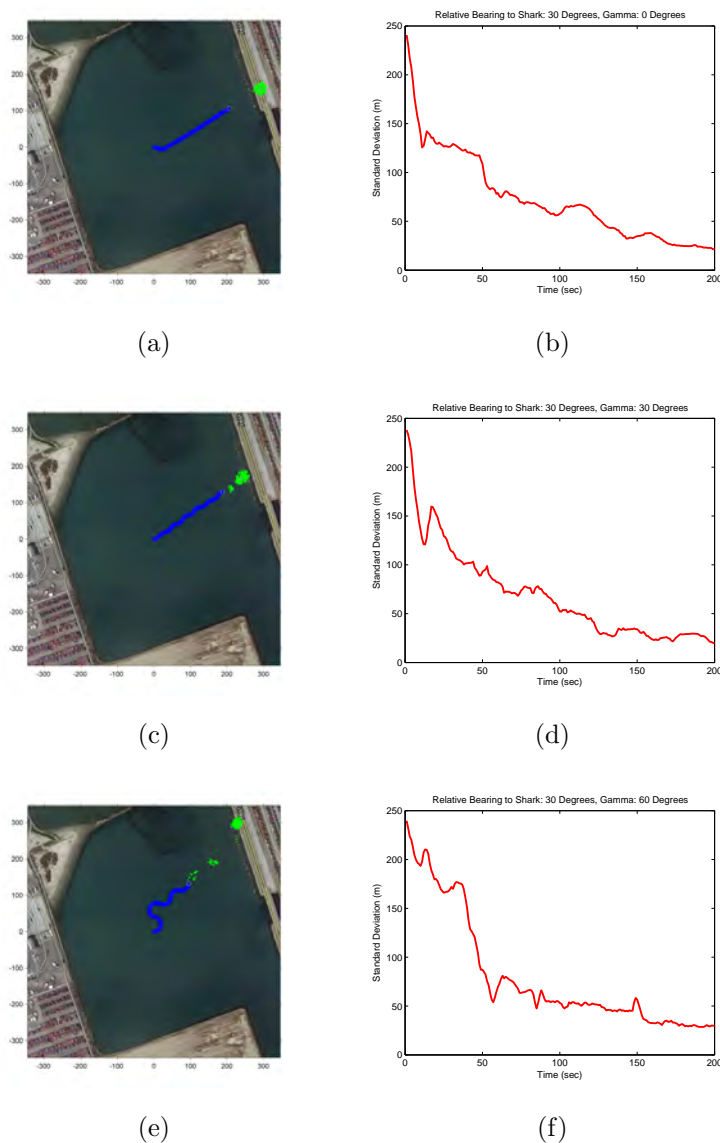 300
200
100
0
-100
-200
-300
-300 -200 -100 0 100 200 300
(a)
Relative Bearing to Shark: 30 Degrees, Gamma: 0 Degrees
Standard Deviation (m)
250
200
150
100
50
0
0 50 100 150 200
Time (sec)
(b)
300
200
100
0
-100
-200
-300
-300 -200 -100 0 100 200 300
(c)
Relative Bearing to Shark: 30 Degrees, Gamma: 30 Degrees
Standard Deviation (m)
250
200
150
100
50
0
0 50 100 150 200
Time (sec)
(d)
300
200
100
0
-100
-200
-300
-300 -200 -100 0 100 200 300
(e)
Relative Bearing to Shark: 30 Degrees, Gamma: 60 Degrees
Standard Deviation (m)
250
200
150
100
50
0
0 50 100 150 200
Time (sec)
(f)